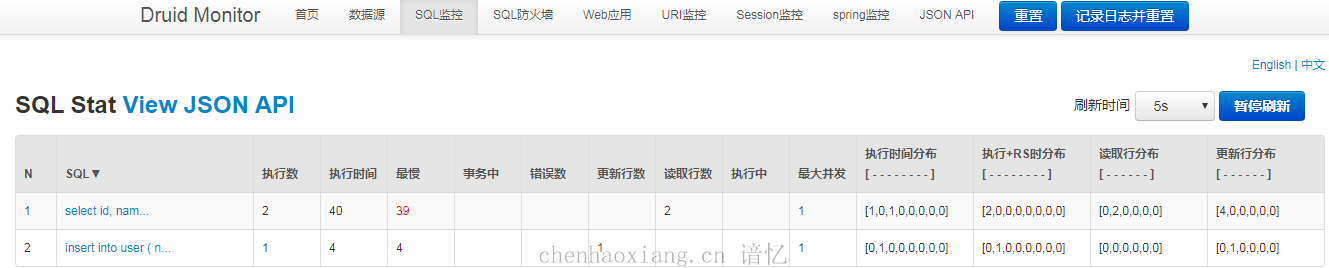 Druid Monitor 首页 数据源 SQL监控 SQL防火墙 Web应用 URI监控 Session监控 spring监控 JSON API 重置 记录日志并重置
English | 中文
SQL Stat View JSON API 刷新时间 5s 暂停刷新
N SQL▼ 执行数 执行时间 最慢 事务中 错误数 更新行数 读取行数 执行中 最大并发 执行时间分布 [ - - - - - - - - ] 执行+RS时分布 [ - - - - - - - - ] 读取行分布 [ - - - - - - ] 更新行分布 [ - - - - - - ]
1 select id, nam... 2 40 39 2 1 [1,0,1,0,0,0,0,0] [2,0,0,0,0,0,0,0] [0,2,0,0,0,0] [4,0,0,0,0,0]
2 insert into user ( n... 1 4 4 1 1 [0,1,0,0,0,0,0,0] [0,1,0,0,0,0,0,0] [0,0,0,0,0,0] [0,1,0,0,0,0]
chenhaoxiang.cn 谙忆